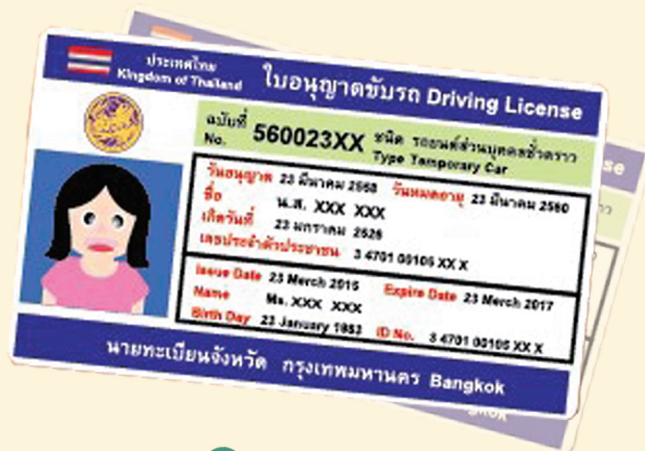 ประเทศไทย ใบอนุญาตขับรถ Driving License
Kingdom of Thailand
ฉบับที่ 560023XX ชนิด รถยนต์ส่วนบุคคลชั่วคราว
No. Type Temporary Car
วันอนุญาต 23 มีนาคม 2558 วันหมดอายุ 23 มีนาคม 2560
ชื่อ น.ส. XXX XXX
เกิดวันที่ 23 มกราคม 2526
เลขประจำตัวประชาชน 3 4701 00105 XX X
Issue Date 23 Merch 2015 Expire Date 23 Merch 2017
Name Ms. XXX XXX
Birth Day 23 January 1983 ID No. 3 4701 00105 XX X
นายทะเบียนจังหวัด กรุงเทพมหานคร Bangkok